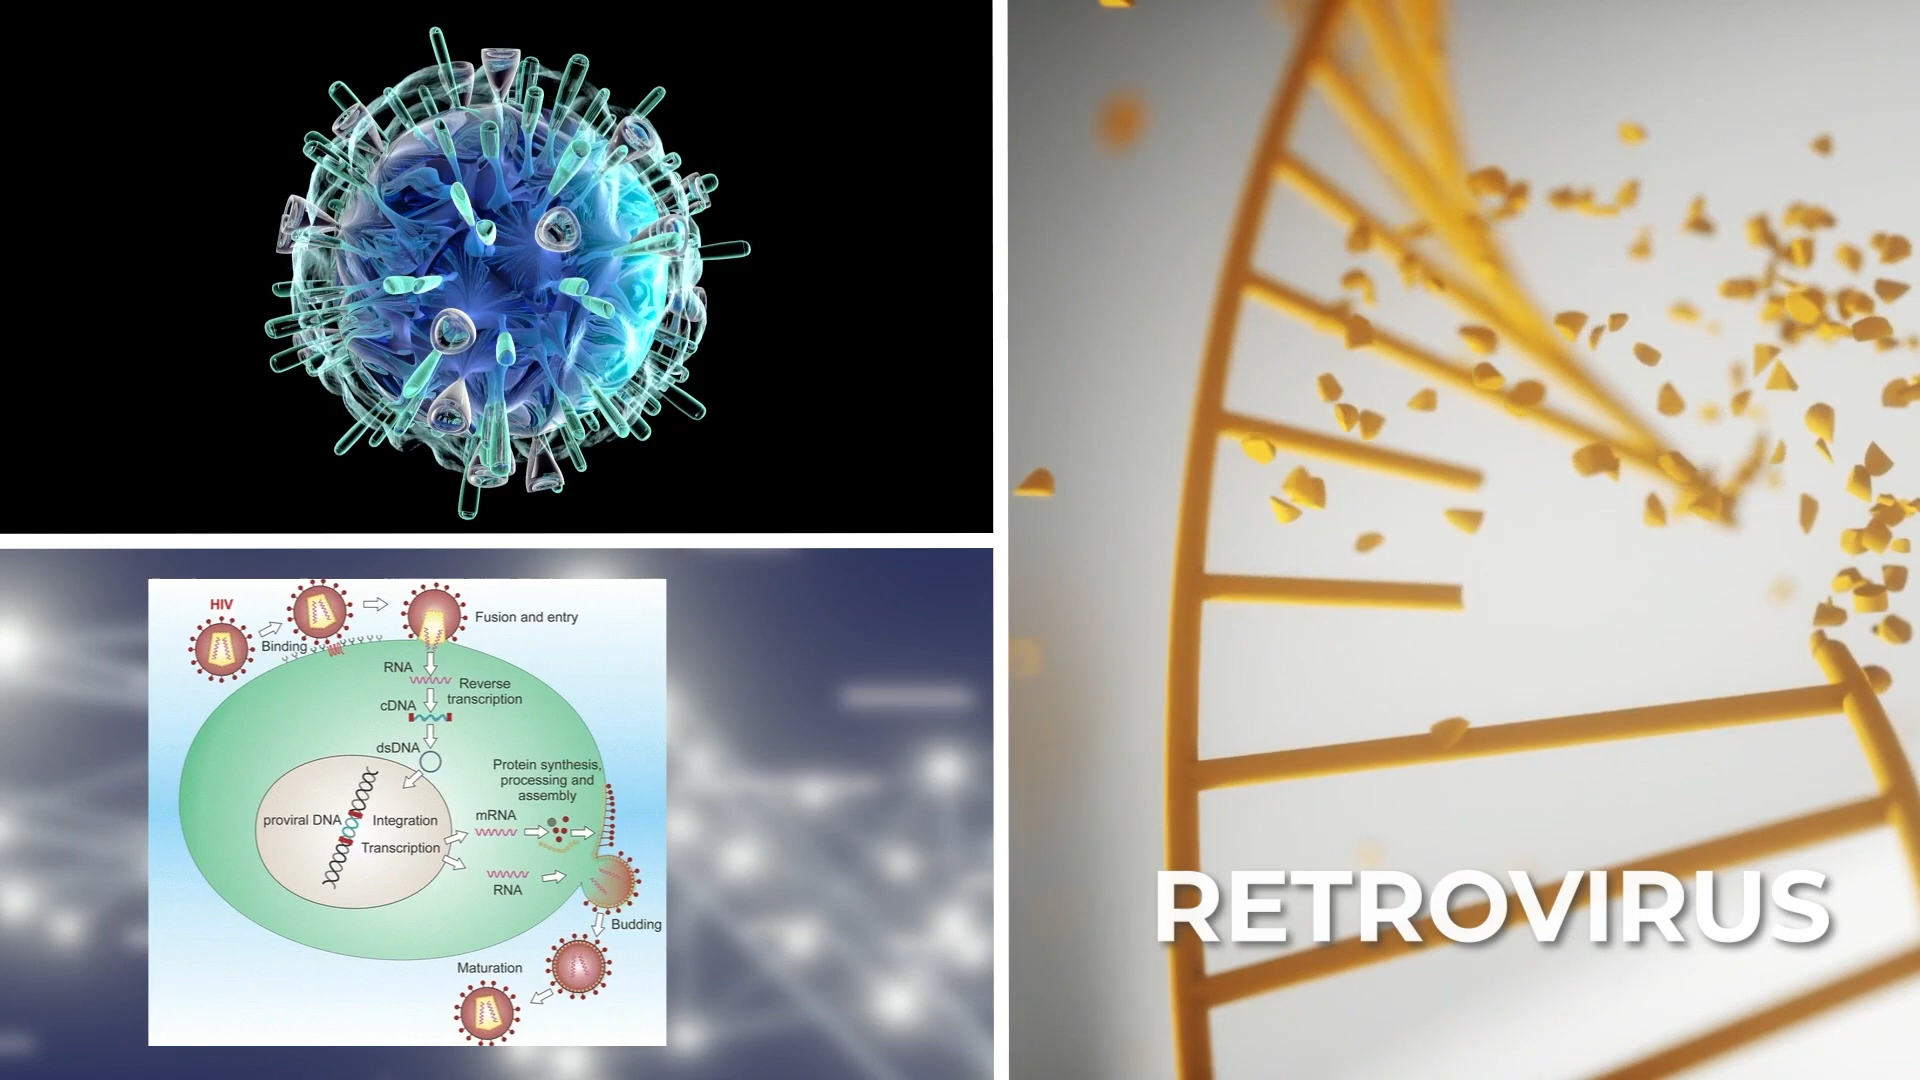 HIV
Binding
Fusion and entry
RNA
Reverse
transcription
cDNA
dsDNA
Protein synthesis,
processing and
assembly
proviral DNA
Integration
mRNA
Transcription
RNA
Budding
Maturation
RETROVIRUS